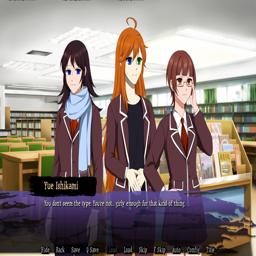 Yue Ishikami
You dont seem the type. You're not... girly enough for that kind of thing.
Hide Back Save Q.Save Load Skip F.Skip Auto Config Title